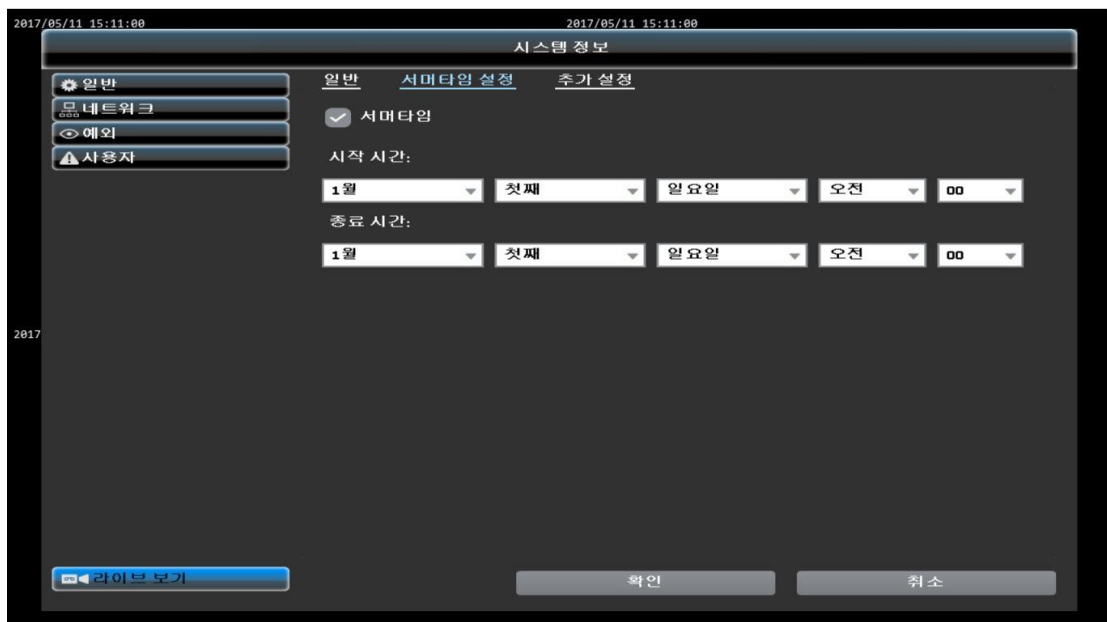 2017/05/11 15:11:00 2017/05/11 15:11:00
시스템 정보
일반 서머타임 설정 추가 설정
일반
네트워크
예외
사용자
서머타임
시작 시간:
1월 첫째 일요일 오전 00
종료 시간:
1월 첫째 일요일 오전 00
2017
라이브 보기 확인 취소